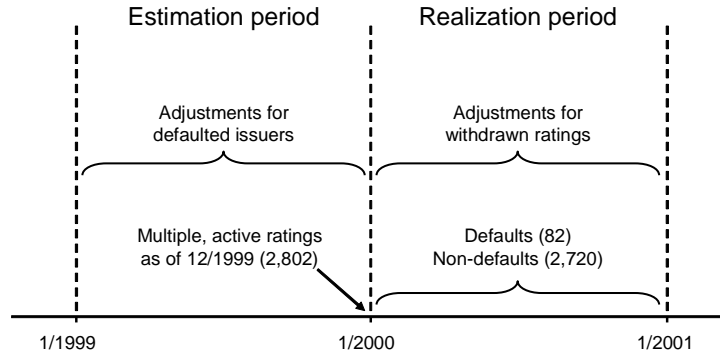 Estimation period
Realization period
Adjustments for
defaulted issuers
Adjustments for
withdrawn ratings
Multiple, active ratings
as of 12/1999 (2,802)
Defaults (82)
Non-defaults (2,720)
1/1999
1/2000
1/2001